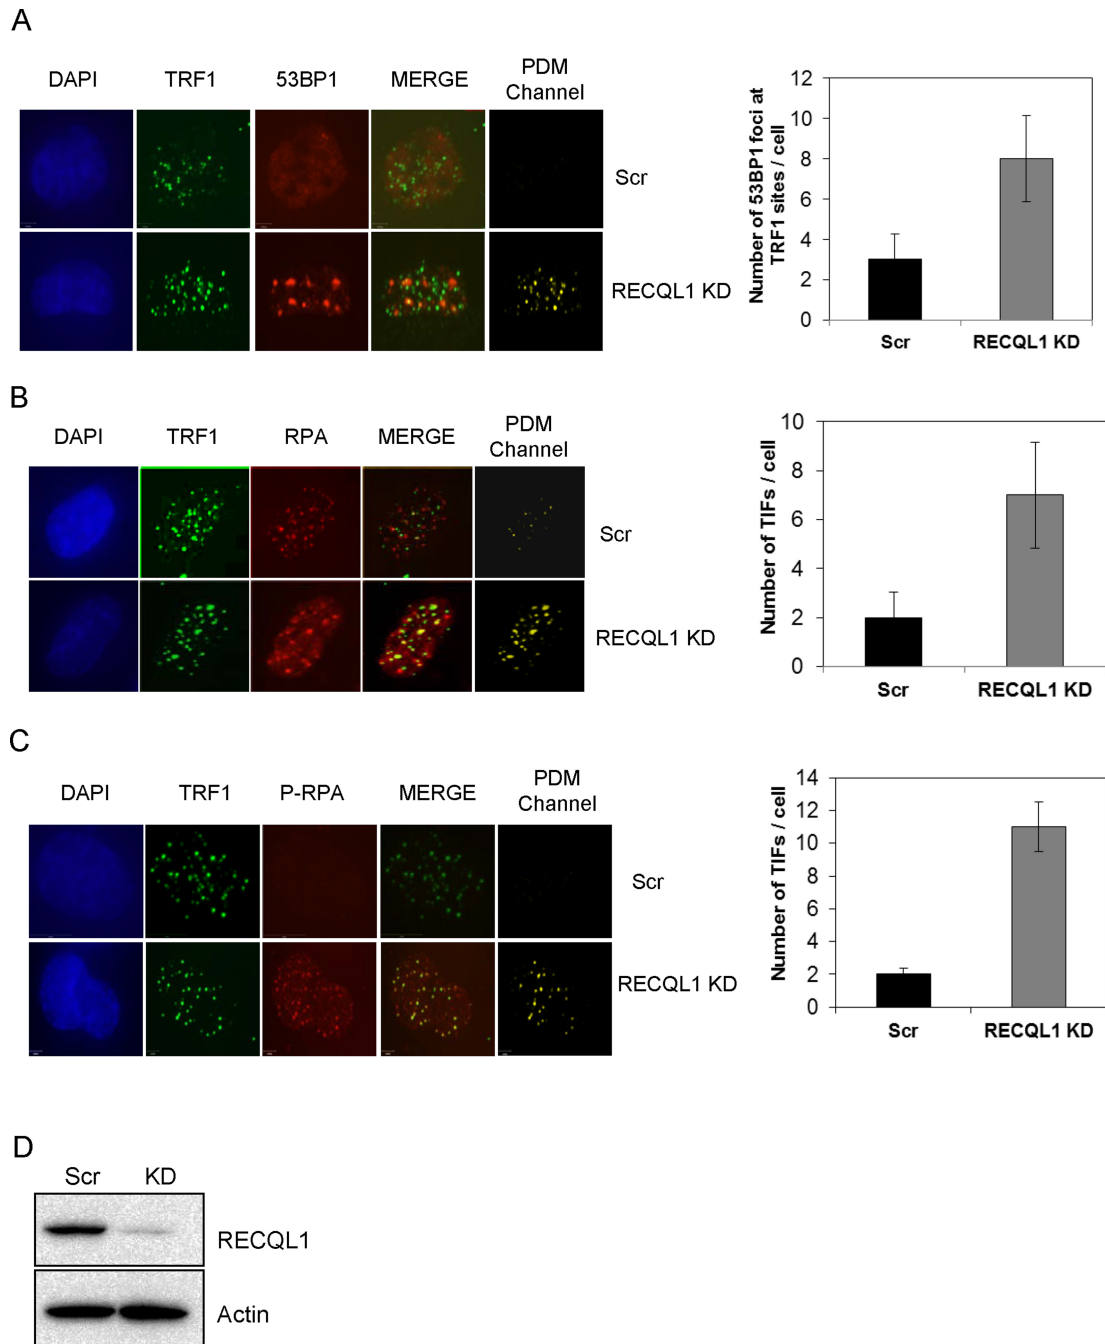 A
DAPI TRF1 53BP1 MERGE PDM
Channel
Scr
RECQL1 KD
Number of 53BP1 foci at
TRF1 sites / cell
12
10
8
6
4
2
0
Scr RECQL1 KD
B
DAPI TRF1 RPA MERGE PDM
Channel
Scr
RECQL1 KD
Number of TIFs / cell
10
8
6
4
2
0
Scr RECQL1 KD
C
DAPI TRF1 P-RPA MERGE PDM
Channel
Scr
RECQL1 KD
Number of TIFs / cell
14
12
10
8
6
4
2
0
Scr RECQL1 KD
D
Scr KD
RECQL1
Actin